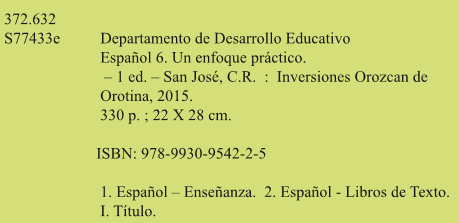 372.632
S77433e Departamento de Desarrollo Educativo
Español 6. Un enfoque práctico.
– 1 ed. – San José, C.R. : Inversiones Orozcan de
Orotina, 2015.
330 p. ; 22 X 28 cm.
ISBN: 978-9930-9542-2-5
1. Español – Enseñanza. 2. Español - Libros de Texto.
I. Título.